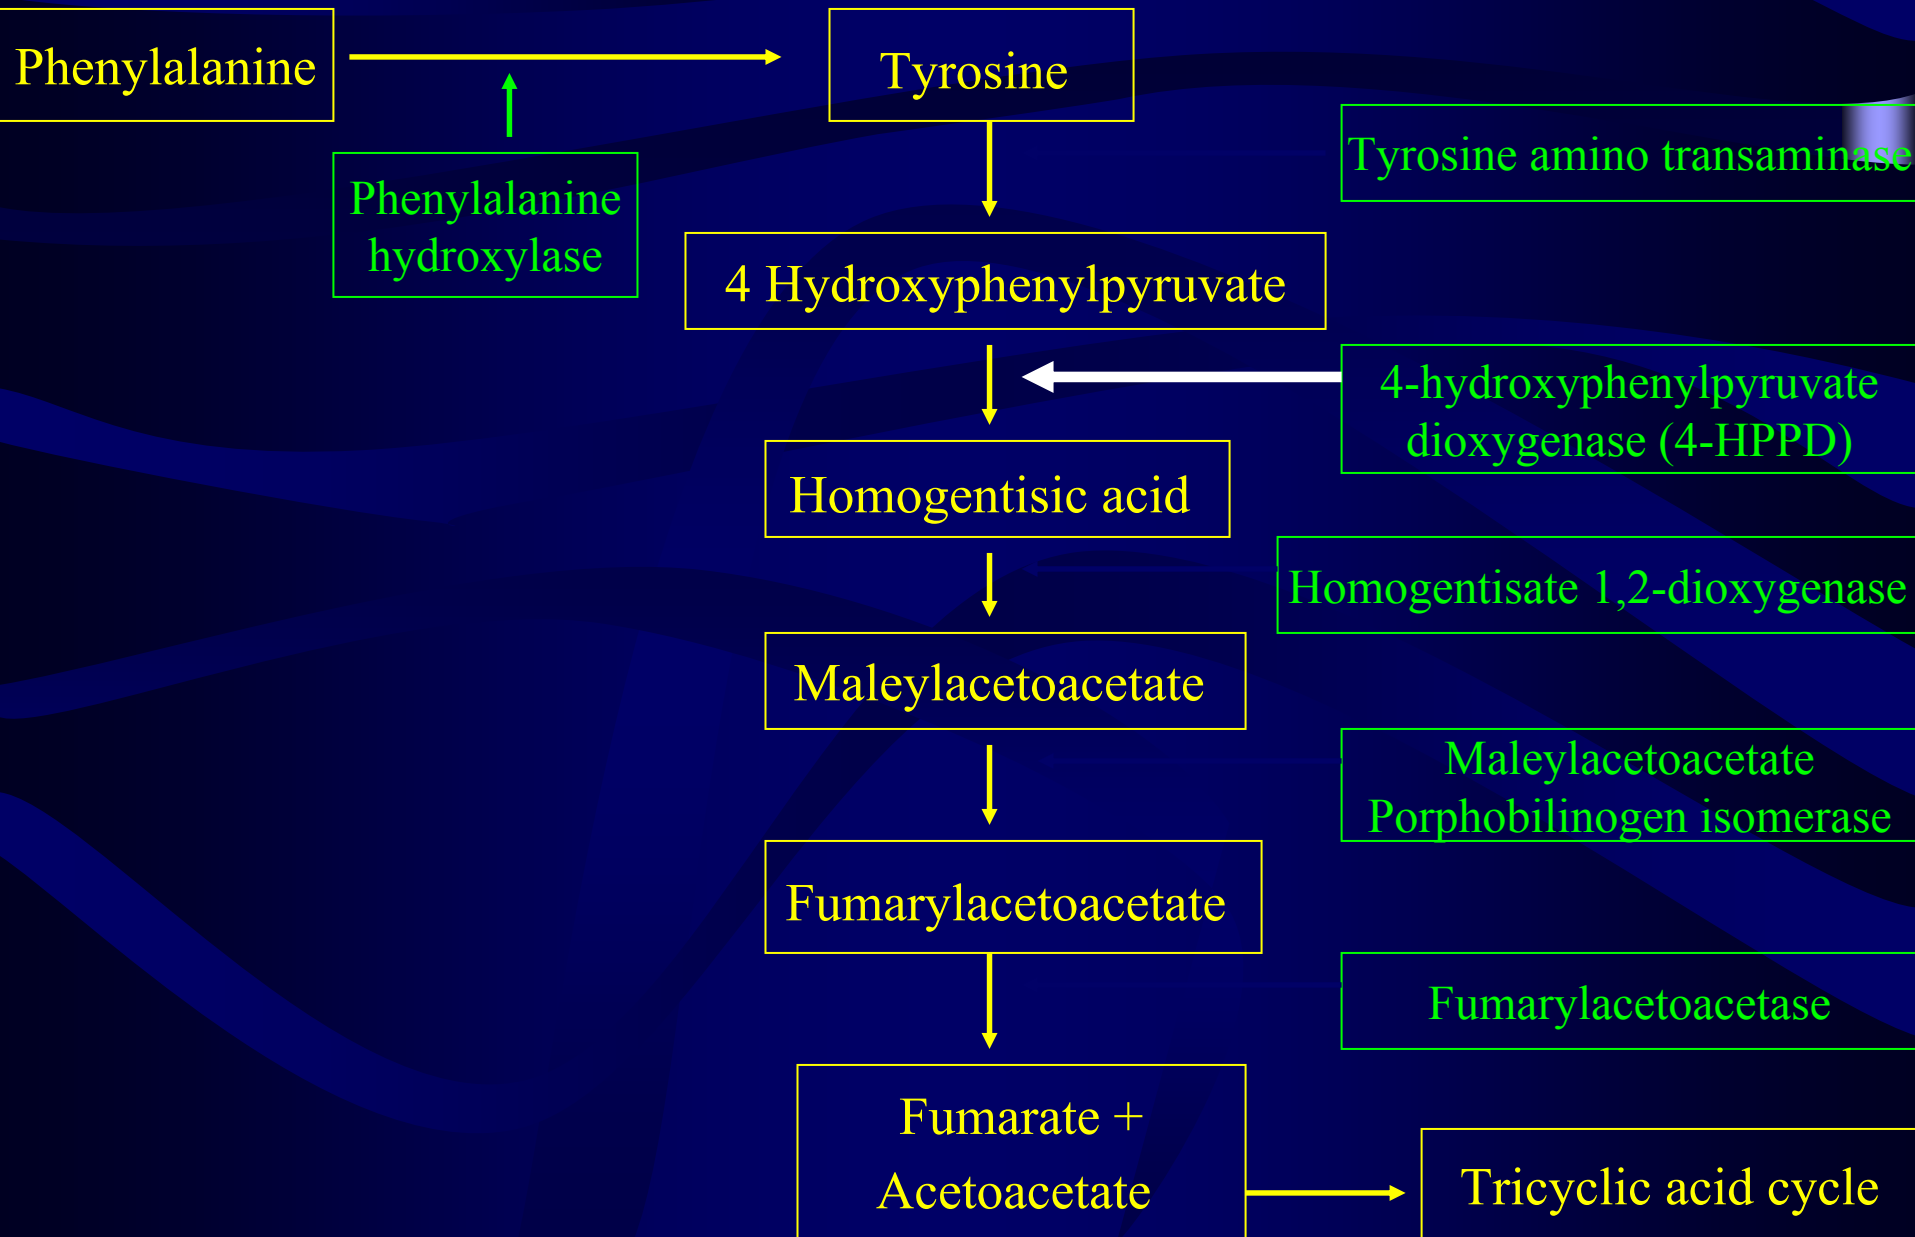 Phenylalanine
Tyrosine
Tyrosine amino transaminase
Phenylalanine
hydroxylase
4 Hydroxyphenylpyruvate
4-hydroxyphenylpyruvate
dioxygenase (4-HPPD)
Homogentisic acid
Homogentisate 1,2-dioxygenase
Maleylacetoacetate
Maleylacetoacetate
Porphobilinogen isomerase
Fumarylacetoacetate
Fumarylacetoacetase
Fumarate +
Acetoacetate
Tricyclic acid cycle